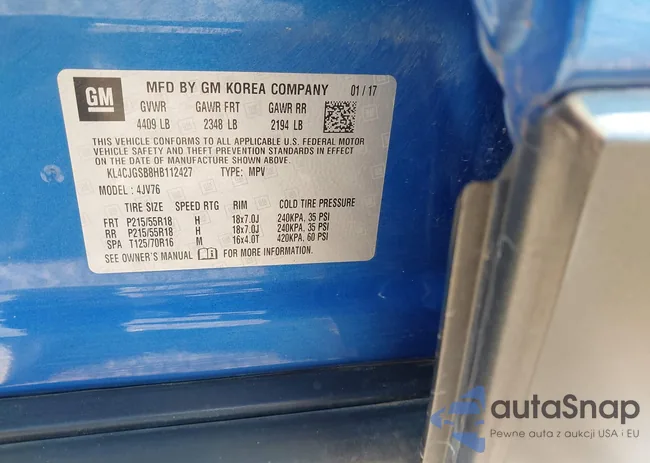 GM MFD BY GM KOREA COMPANY 01/17
GVWR GAWR FRT GAWR RR
4409 LB 2348 LB 2194 LB
THIS VEHICLE CONFORMS TO ALL APPLICABLE U.S. FEDERAL MOTOR
VEHICLE SAFETY AND THEFT PREVENTION STANDARDS IN EFFECT
ON THE DATE OF MANUFACTURE SHOWN ABOVE.
KL4CJGSB8HB112427 TYPE: MPV
MODEL: 4JV76
TIRE SIZE SPEED RTG RIM COLD TIRE PRESSURE
FRT P215/55R18 H 18x7.0J 240KPA, 35 PSI
RR P215/55R18 H 18x7.0J 240KPA, 35 PSI
SPA T125/70R16 M 16x4.0T 420KPA, 60 PSI
SEE OWNER'S MANUAL FOR MORE INFORMATION.
autaSnap
Pewne auta z aukcji USA i EU